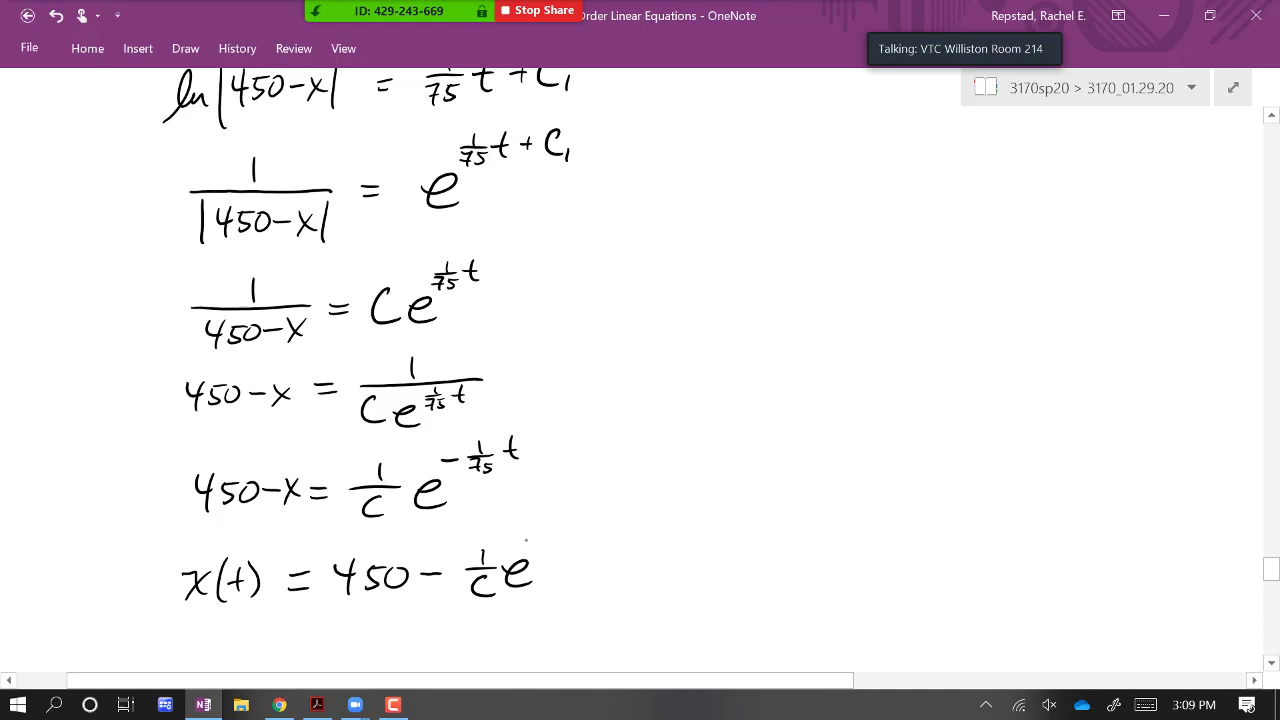 ID: 429-243-669
Stop Share
Order Linear Equations - OneNote
Repstad, Rachel E.
File Home Insert Draw History Review View
Talking: VTC Williston Room 214
3170sp20 > 3170_01.29.20
ln|450-x| = 1/75 t + C₁
1/|450-x| = e^(1/75 t + C₁)
1/(450-x) = Ce^(1/75 t)
450-x = 1/(Ce^(1/75 t))
450-x = 1/C e^(-1/75 t)
x(t) = 450 - 1/C e
3:09 PM